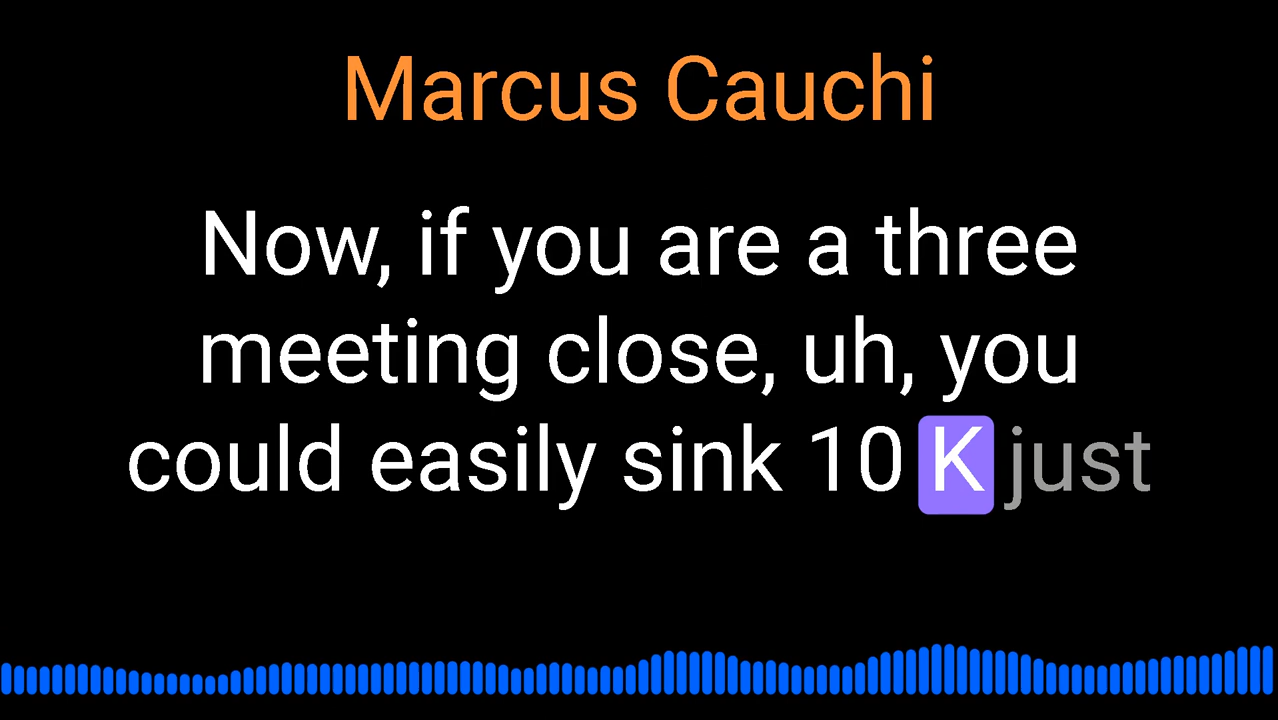 Marcus Cauchi
Now, if you are a three
meeting close, uh, you
could easily sink 10 K just